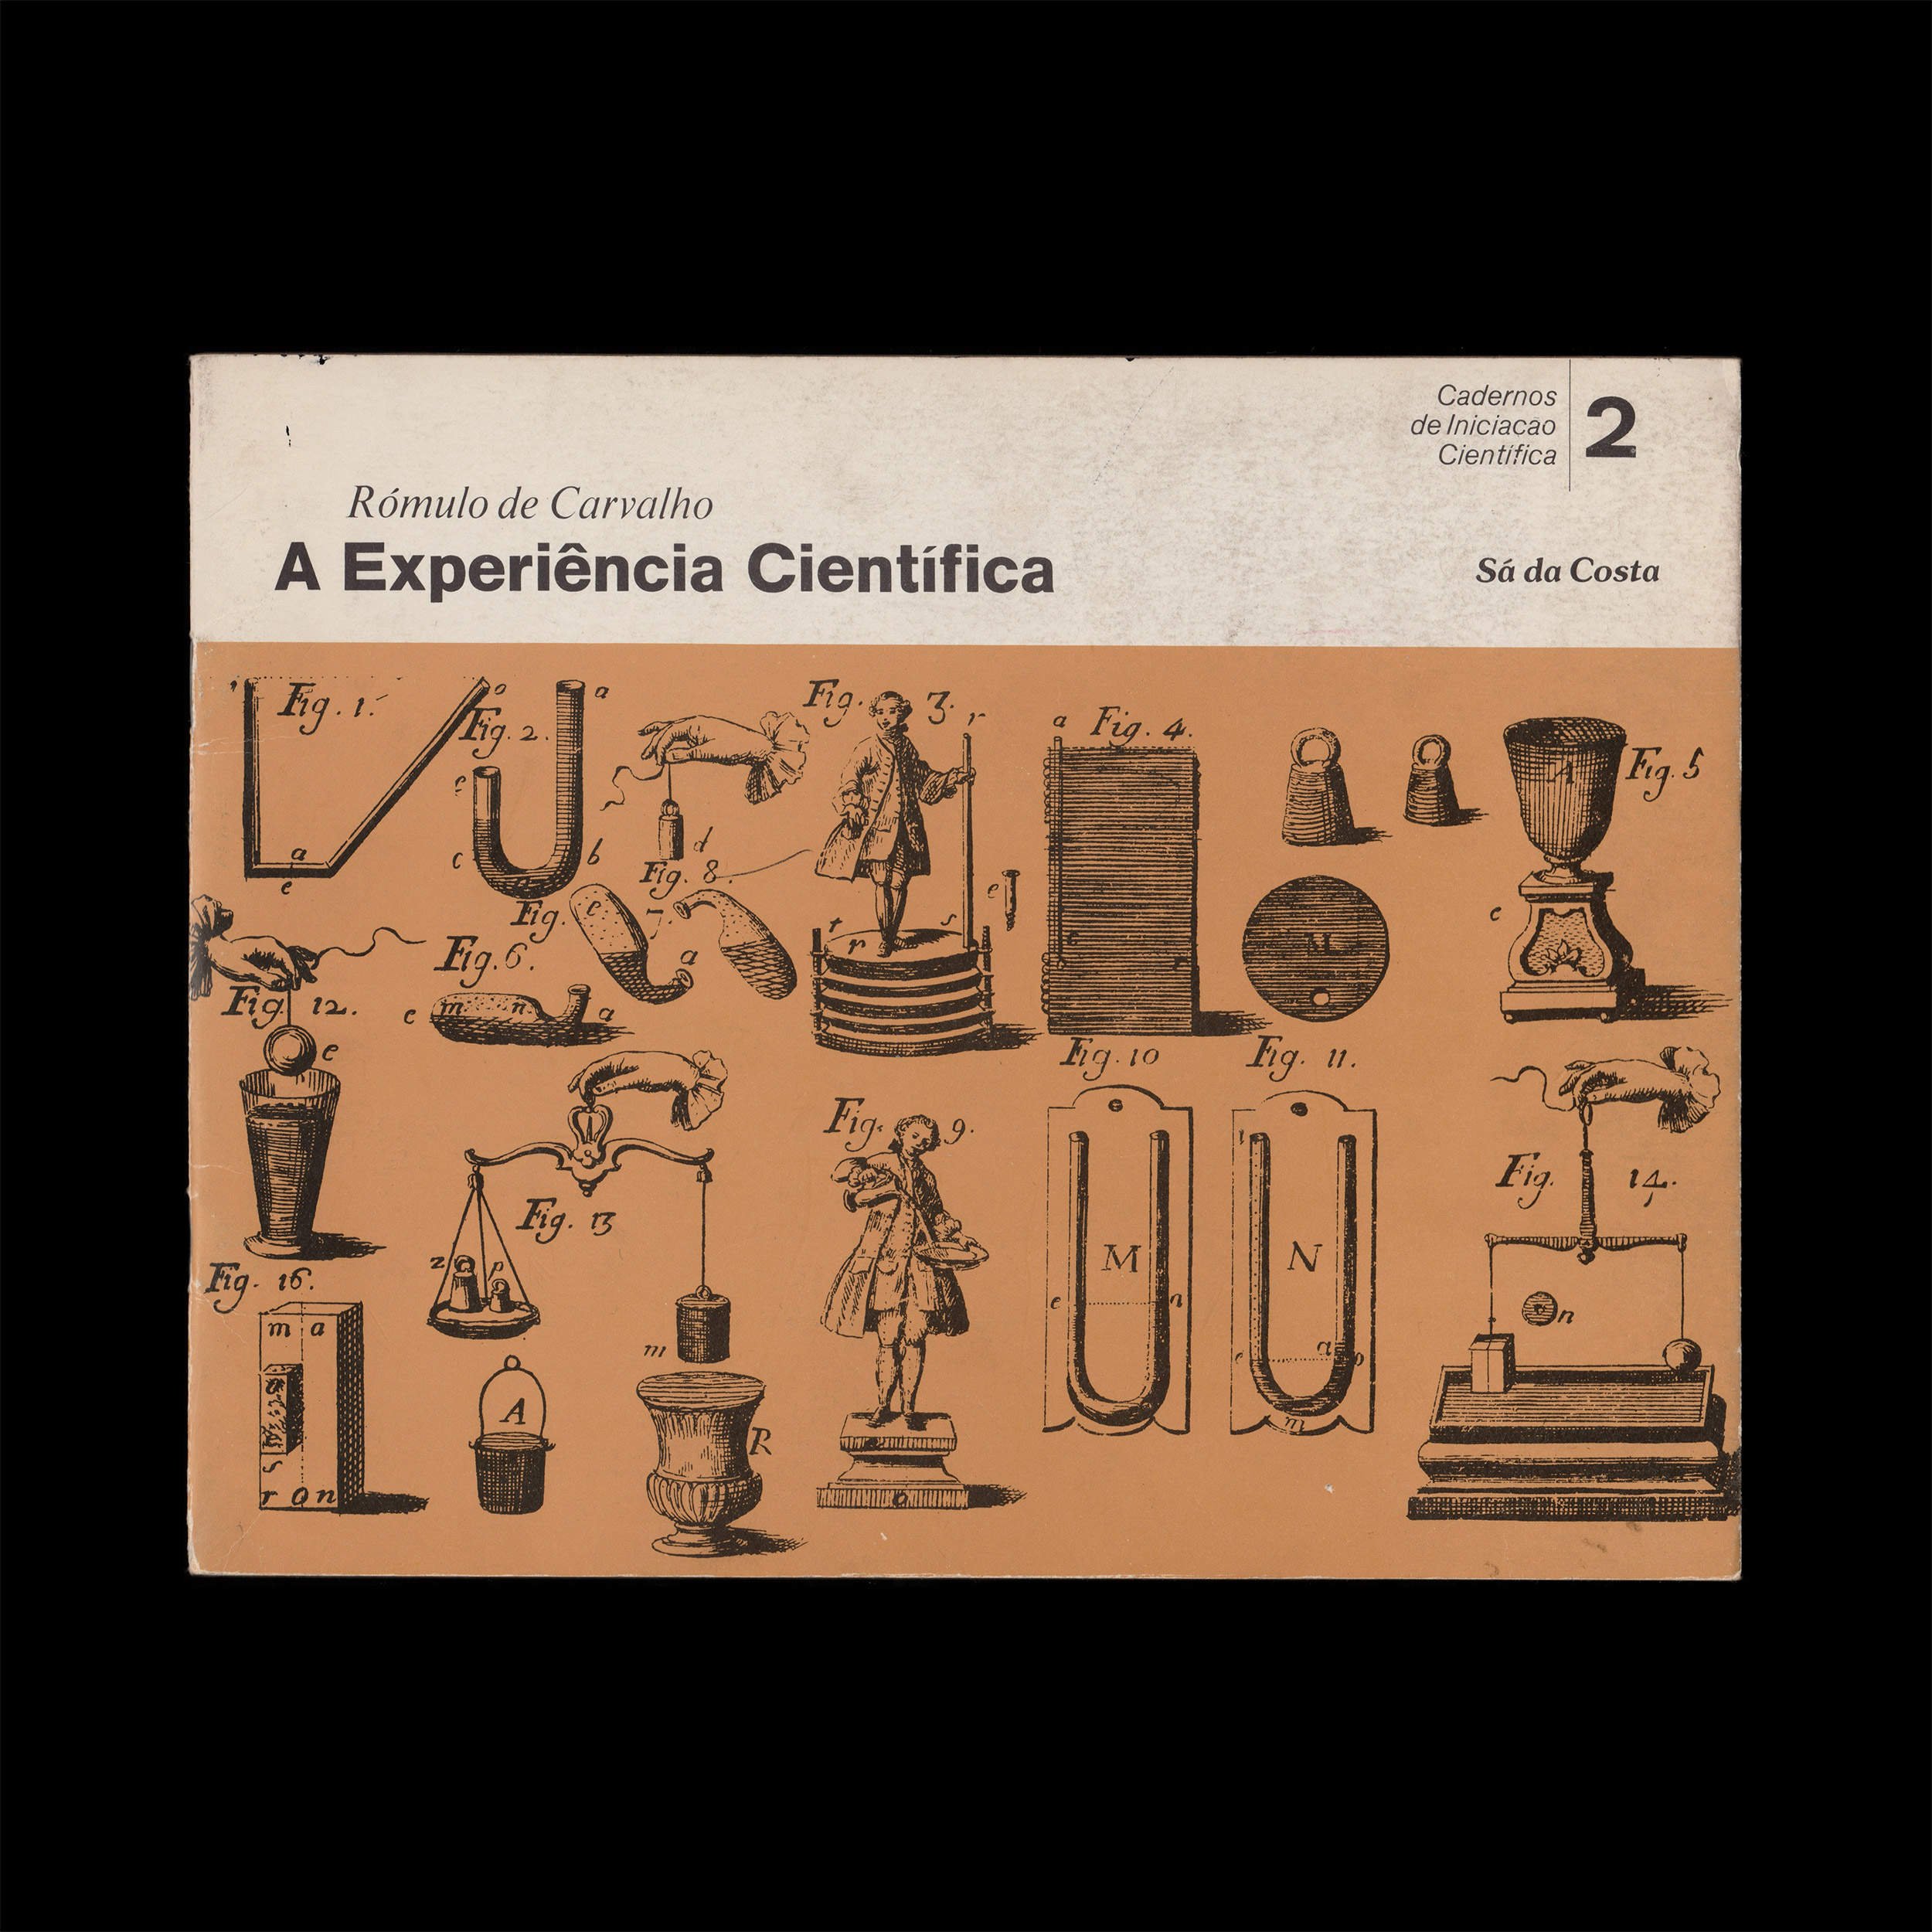 Cadernos
de Iniciacão
Científica
2
Rómulo de Carvalho
A Experiência Científica
Sá da Costa
Fig. 1.
o
a
e
Fig. 2.
a
c
b
d
Fig. 8.
Fig. 3.
r
t
r
s
e
a
Fig. 4.
e
r
M
A
Fig. 5
e
Fig. 7.
e
a
Fig. 6.
e
m
n
a
Fig. 12.
e
Fig. 10
Fig. 11.
Fig. 13
z
p
m
Fig. 9.
a
M
e
n
N
a
m
Fig. 14.
n
Fig. 16.
m a
s
r o n
A
R